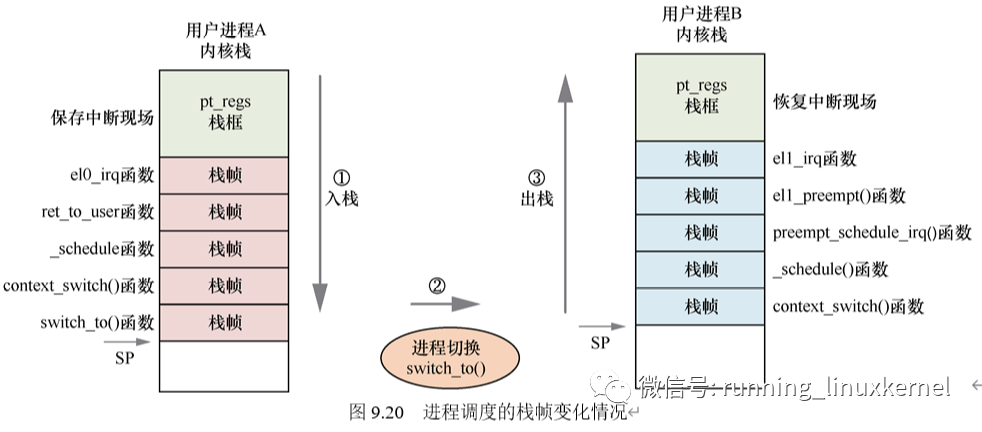 用户进程A
内核栈
用户进程B
内核栈
保存中断现场
pt_regs
栈框
pt_regs
栈框
恢复中断现场
el0_irq函数
栈帧
ret_to_user函数
栈帧
_schedule函数
栈帧
context_switch()函数
栈帧
switch_to()函数
栈帧
SP
①
入栈
②
进程切换
switch_to()
③
出栈
栈帧
el1_irq函数
栈帧
el1_preempt()函数
栈帧
preempt_schedule_irq()函数
栈帧
_schedule()函数
栈帧
context_switch()函数
SP
微信号: running_linuxkernel
图 9.20 进程调度的栈帧变化情况